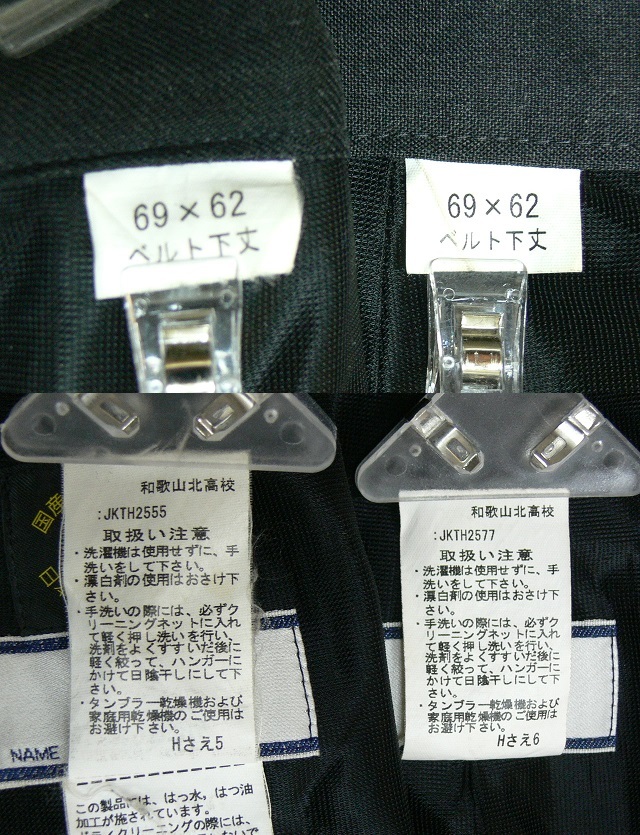 69×62
ベルト下丈
69×62
ベルト下丈
国産
日
和歌山北高校
:JKTH2555
取扱い注意
・洗濯機は使用せずに、手
洗いをして下さい。
・漂白剤の使用はおさけ下
さい。
・手洗いの際には、必ずク
リーニングネットに入れ
て軽く押し洗いを行い、
洗剤をよくすすいだ後に
軽く絞って、ハンガーに
かけて日陰干しにして下
さい。
・タンブラー乾燥機および
家庭用乾燥機のご使用は
お避け下さい。
Hさえ5
NAME
この製品には、はっ水，はつ油
加工が施されています。
和歌山北高校
:JKTH2577
取扱い注意
・洗濯機は使用せずに、手
洗いをして下さい。
・漂白剤の使用はおさけ下
さい。
・手洗いの際には、必ずク
リーニングネットに入れ
て軽く押し洗いを行い、
洗剤をよくすすいだ後に
軽く絞って、ハンガーに
かけて日陰干しにして下
さい。
・タンブラー乾燥機および
家庭用乾燥機のご使用は
お避け下さい。
Hさえ6